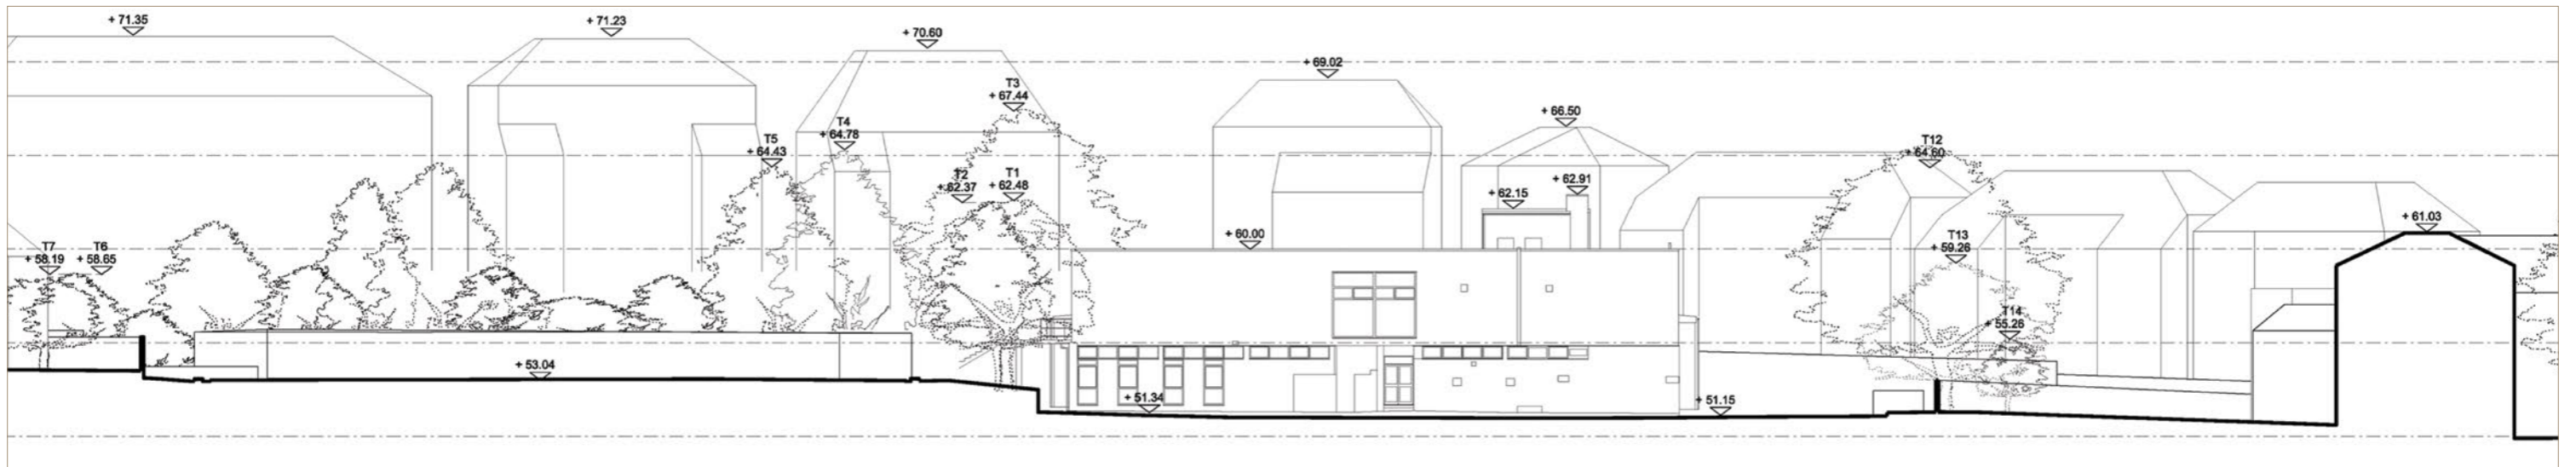 + 71.35
+ 71.23
+ 70.60
+ 69.02
T3
+ 67.44
+ 66.50
T4
+ 64.78
T5
+ 64.43
T12
+ 64.60
T2
+ 62.37
T1
+ 62.48
+ 62.15
+ 62.91
+ 60.00
+ 61.03
T7
+ 58.19
T6
+ 58.65
T13
+ 59.26
T14
+ 55.26
+ 53.04
+ 51.34
+ 51.15